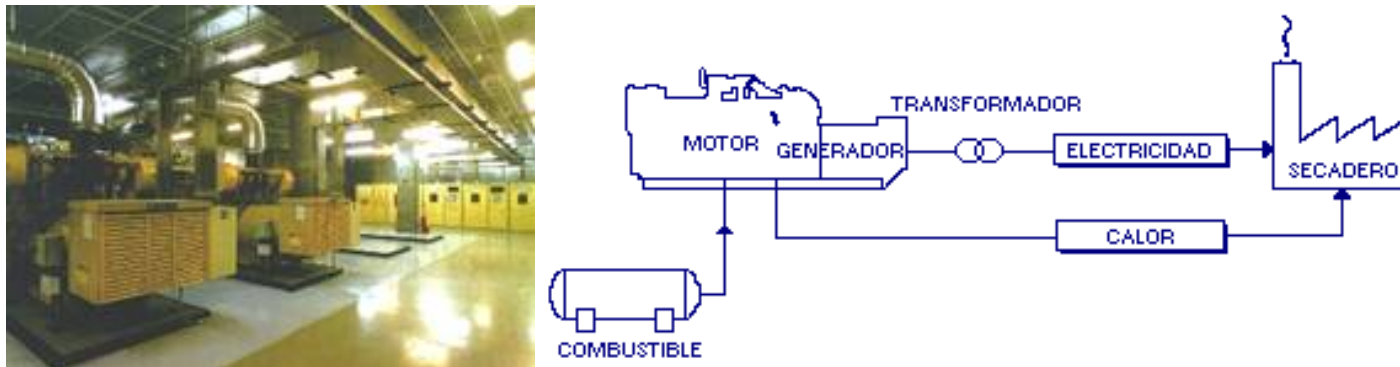 TRANSFORMADOR
MOTOR
GENERADOR
ELECTRICIDAD
SECADERO
CALOR
COMBUSTIBLE